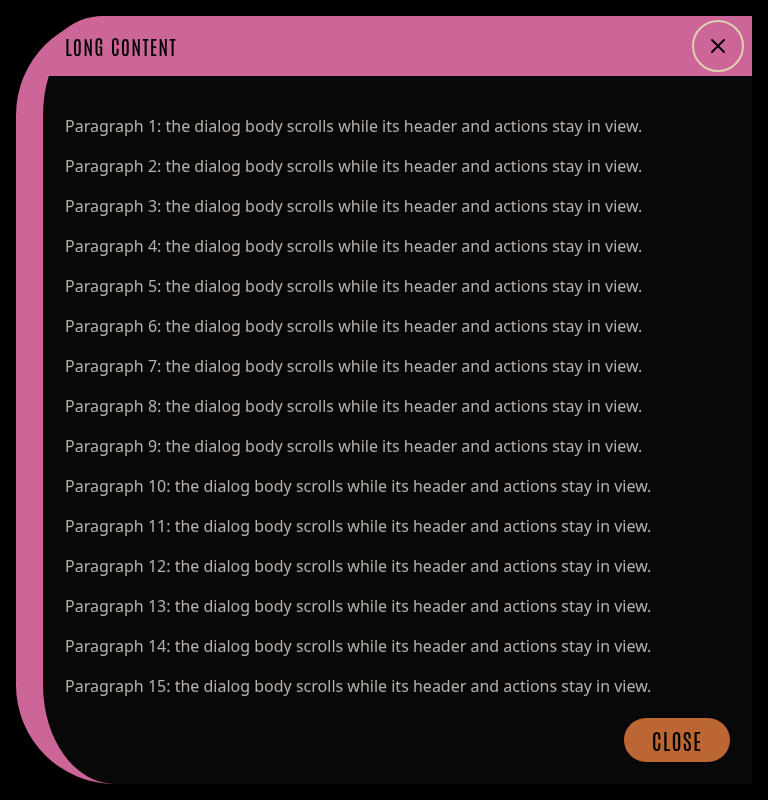 LONG CONTENT
Paragraph 1: the dialog body scrolls while its header and actions stay in view.
Paragraph 2: the dialog body scrolls while its header and actions stay in view.
Paragraph 3: the dialog body scrolls while its header and actions stay in view.
Paragraph 4: the dialog body scrolls while its header and actions stay in view.
Paragraph 5: the dialog body scrolls while its header and actions stay in view.
Paragraph 6: the dialog body scrolls while its header and actions stay in view.
Paragraph 7: the dialog body scrolls while its header and actions stay in view.
Paragraph 8: the dialog body scrolls while its header and actions stay in view.
Paragraph 9: the dialog body scrolls while its header and actions stay in view.
Paragraph 10: the dialog body scrolls while its header and actions stay in view.
Paragraph 11: the dialog body scrolls while its header and actions stay in view.
Paragraph 12: the dialog body scrolls while its header and actions stay in view.
Paragraph 13: the dialog body scrolls while its header and actions stay in view.
Paragraph 14: the dialog body scrolls while its header and actions stay in view.
Paragraph 15: the dialog body scrolls while its header and actions stay in view.
CLOSE